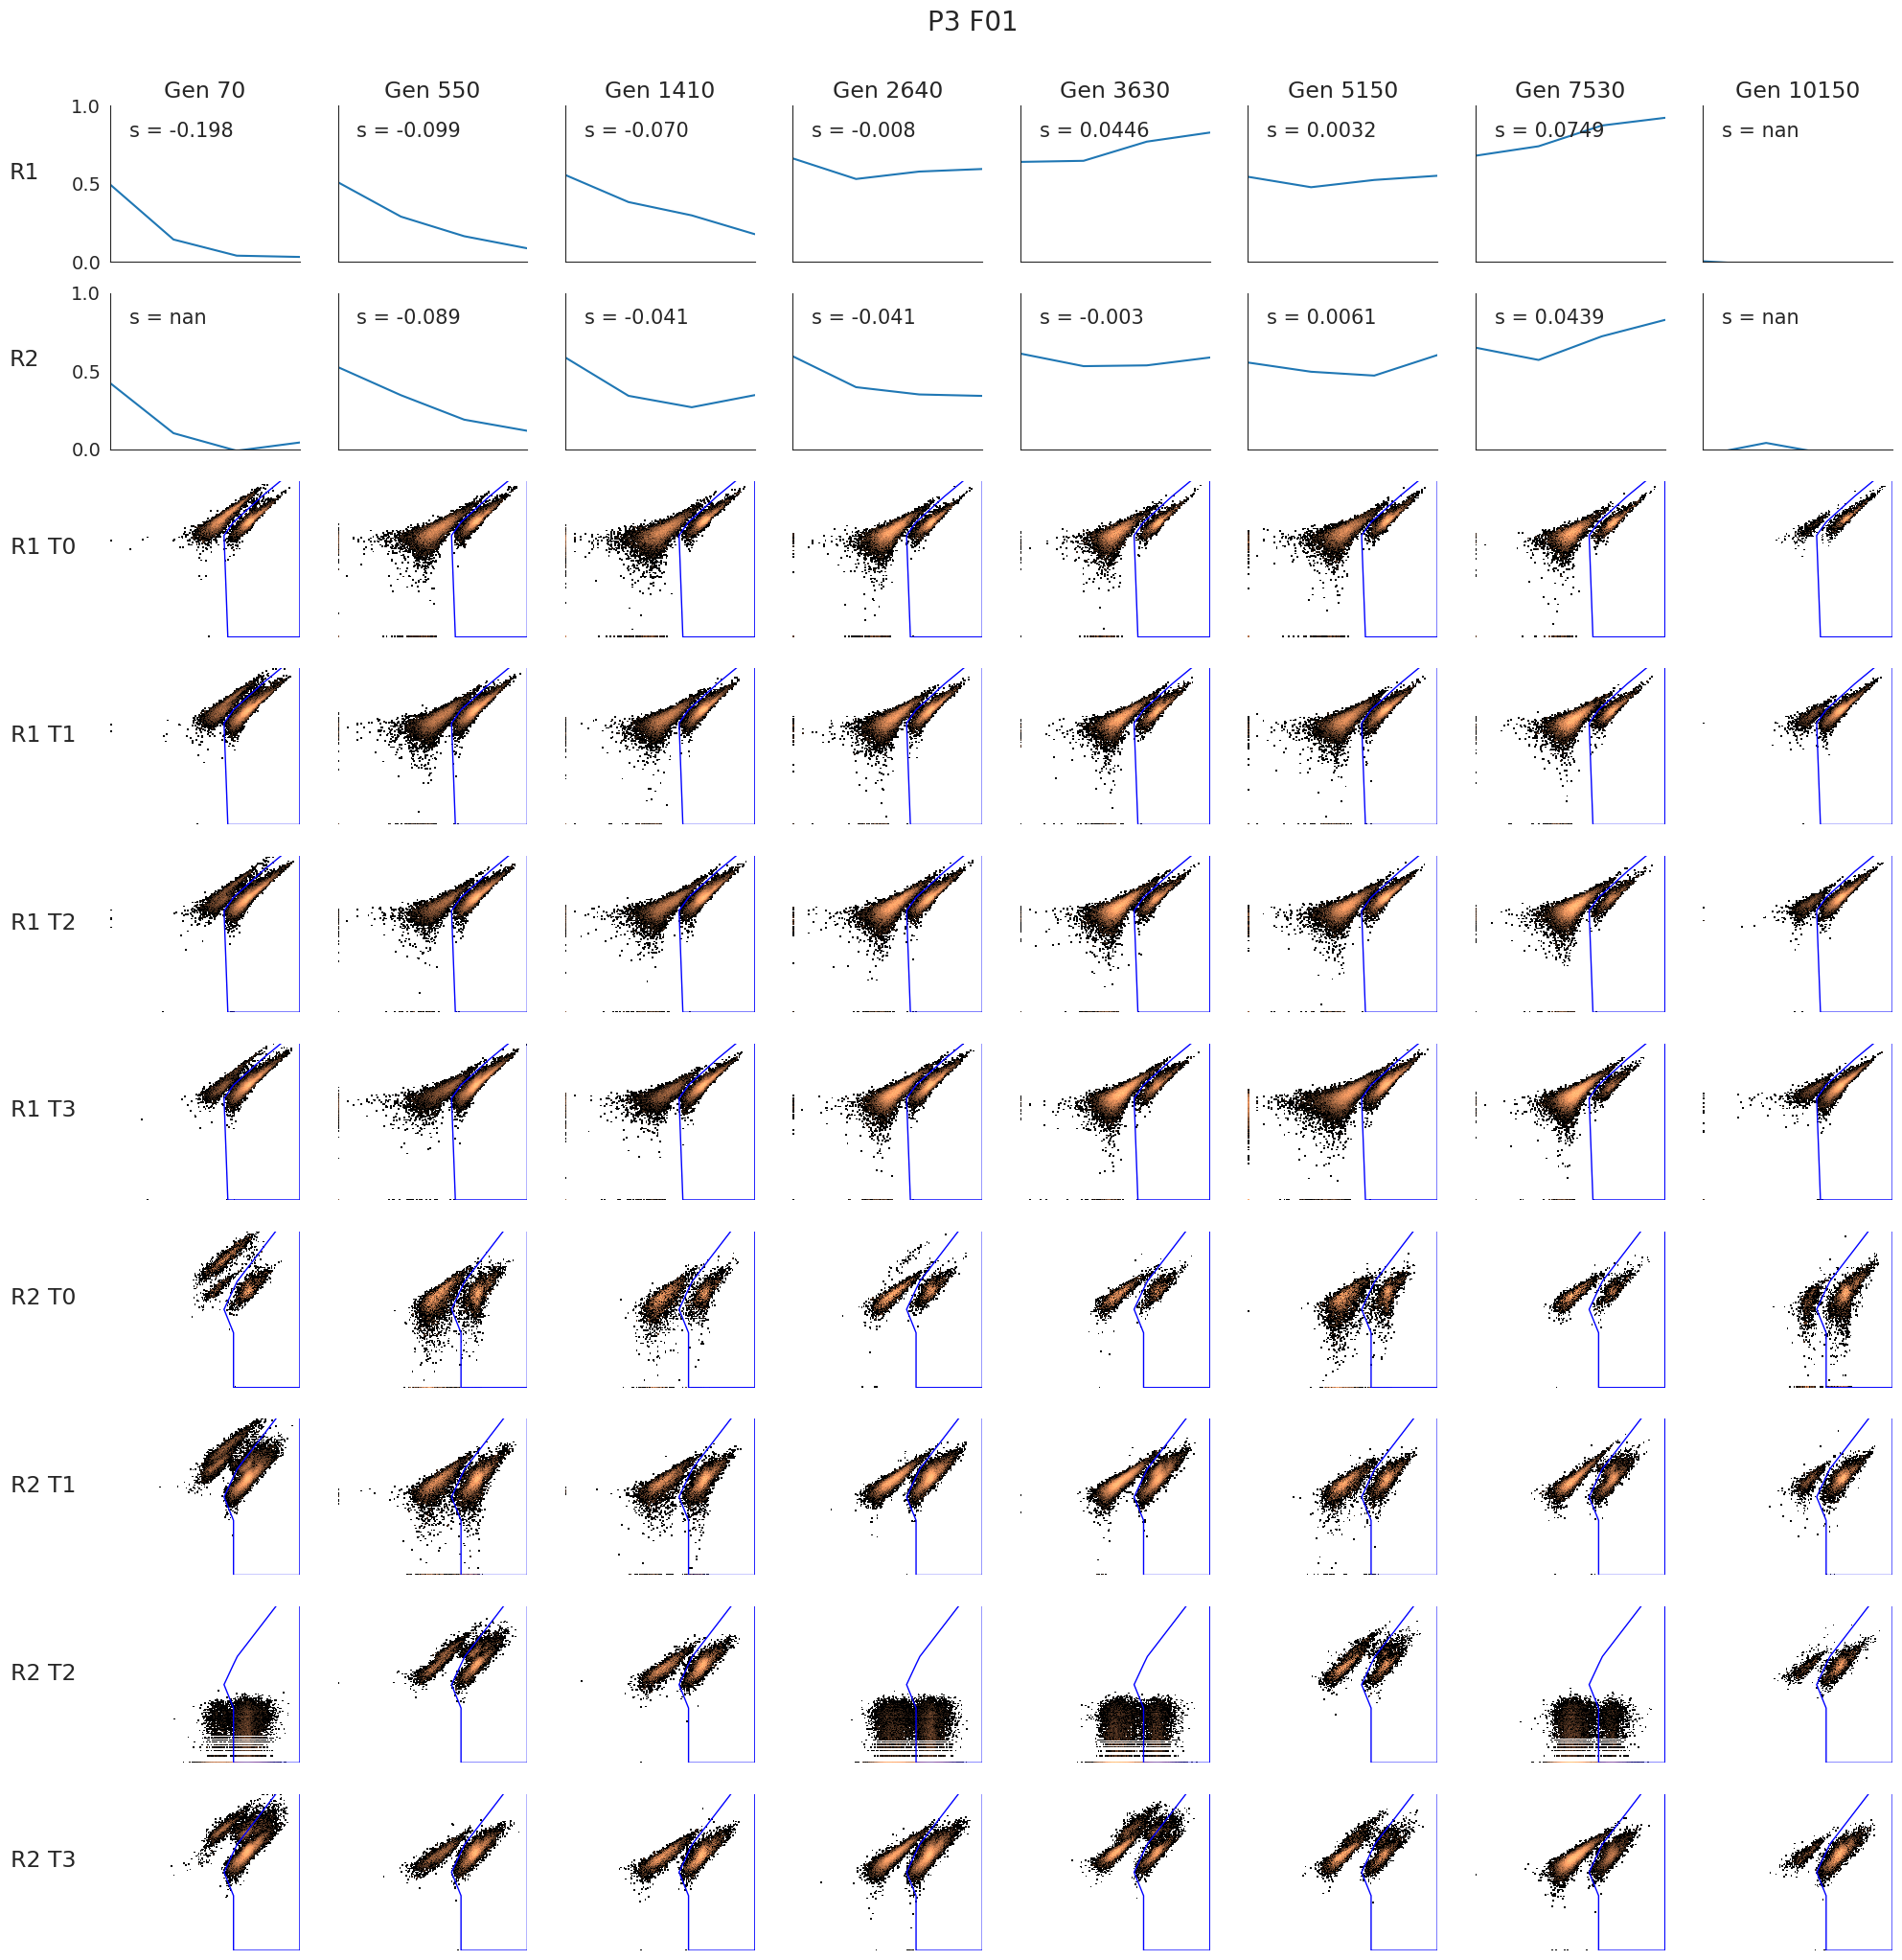 P3 F01
Gen 70 Gen 550 Gen 1410 Gen 2640 Gen 3630 Gen 5150 Gen 7530 Gen 10150
1.0
s = -0.198 s = -0.099 s = -0.070 s = -0.008 s = 0.0446 s = 0.0032 s = 0.0749 s = nan
R1
0.5
0.0
1.0
s = nan s = -0.089 s = -0.041 s = -0.041 s = -0.003 s = 0.0061 s = 0.0439 s = nan
R2
0.5
0.0
R1 T0
R1 T1
R1 T2
R1 T3
R2 T0
R2 T1
R2 T2
R2 T3